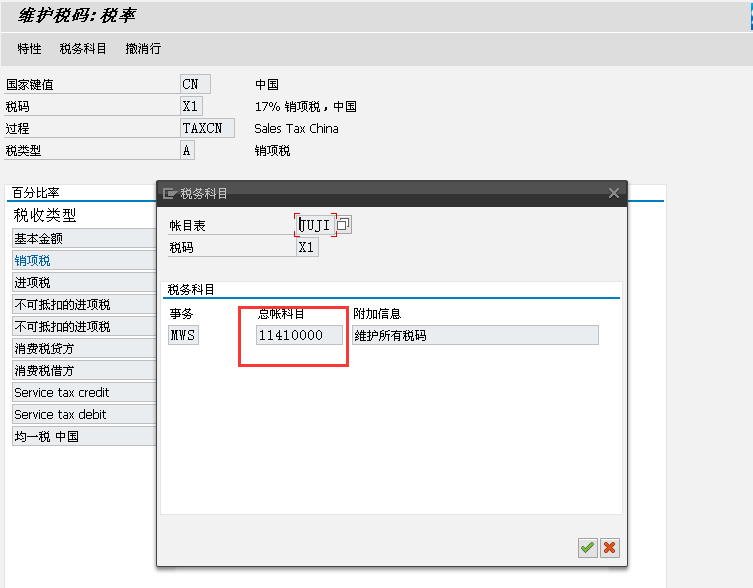 维护税码: 税率
特性 税务科目 撤消行
国家键值 CN 中国
税码 X1 17% 销项税，中国
过程 TAXCN Sales Tax China
税类型 A 销项税
百分比率
税收类型
基本金额
销项税
进项税
不可抵扣的进项税
不可抵扣的进项税
消费税贷方
消费税借方
Service tax credit
Service tax debit
均一税 中国
税务科目
帐目表 JUJI
税码 X1
税务科目
事务 总帐科目 附加信息
MWS 11410000 维护所有税码